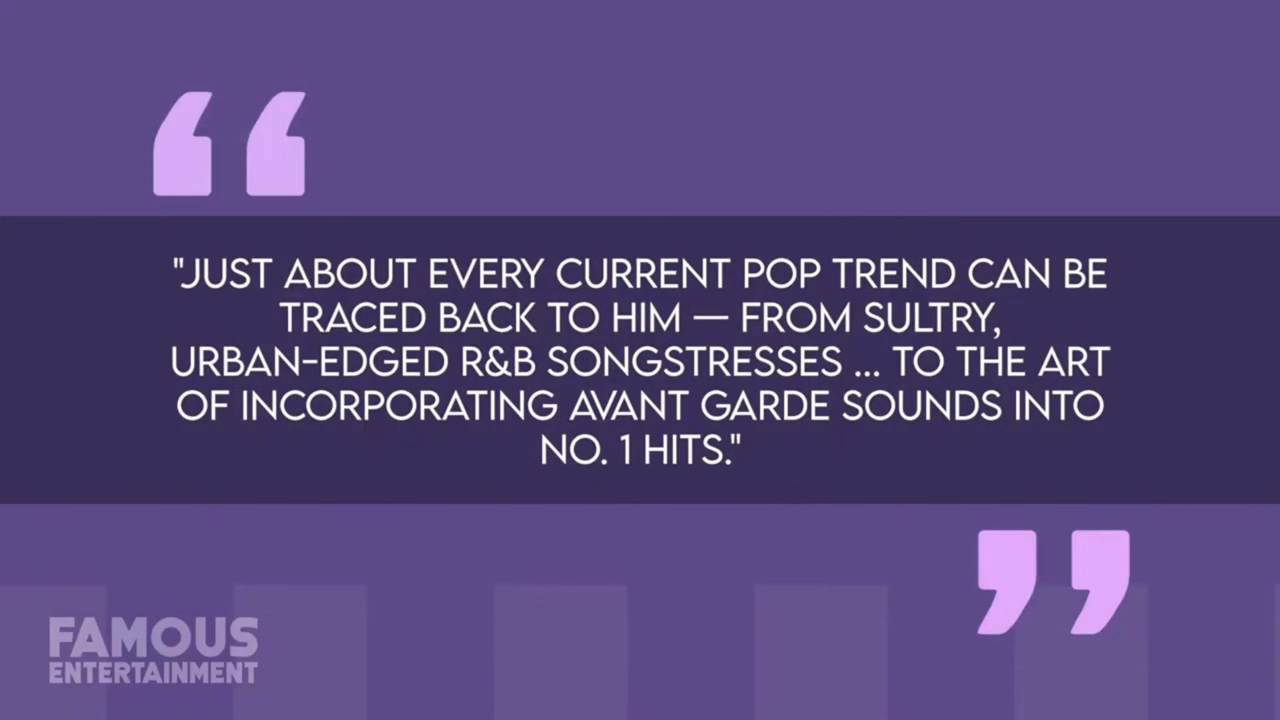 "JUST ABOUT EVERY CURRENT POP TREND CAN BE
TRACED BACK TO HIM — FROM SULTRY,
URBAN-EDGED R&B SONGSTRESSES ... TO THE ART
OF INCORPORATING AVANT GARDE SOUNDS INTO
NO. 1 HITS."
FAMOUS
ENTERTAINMENT